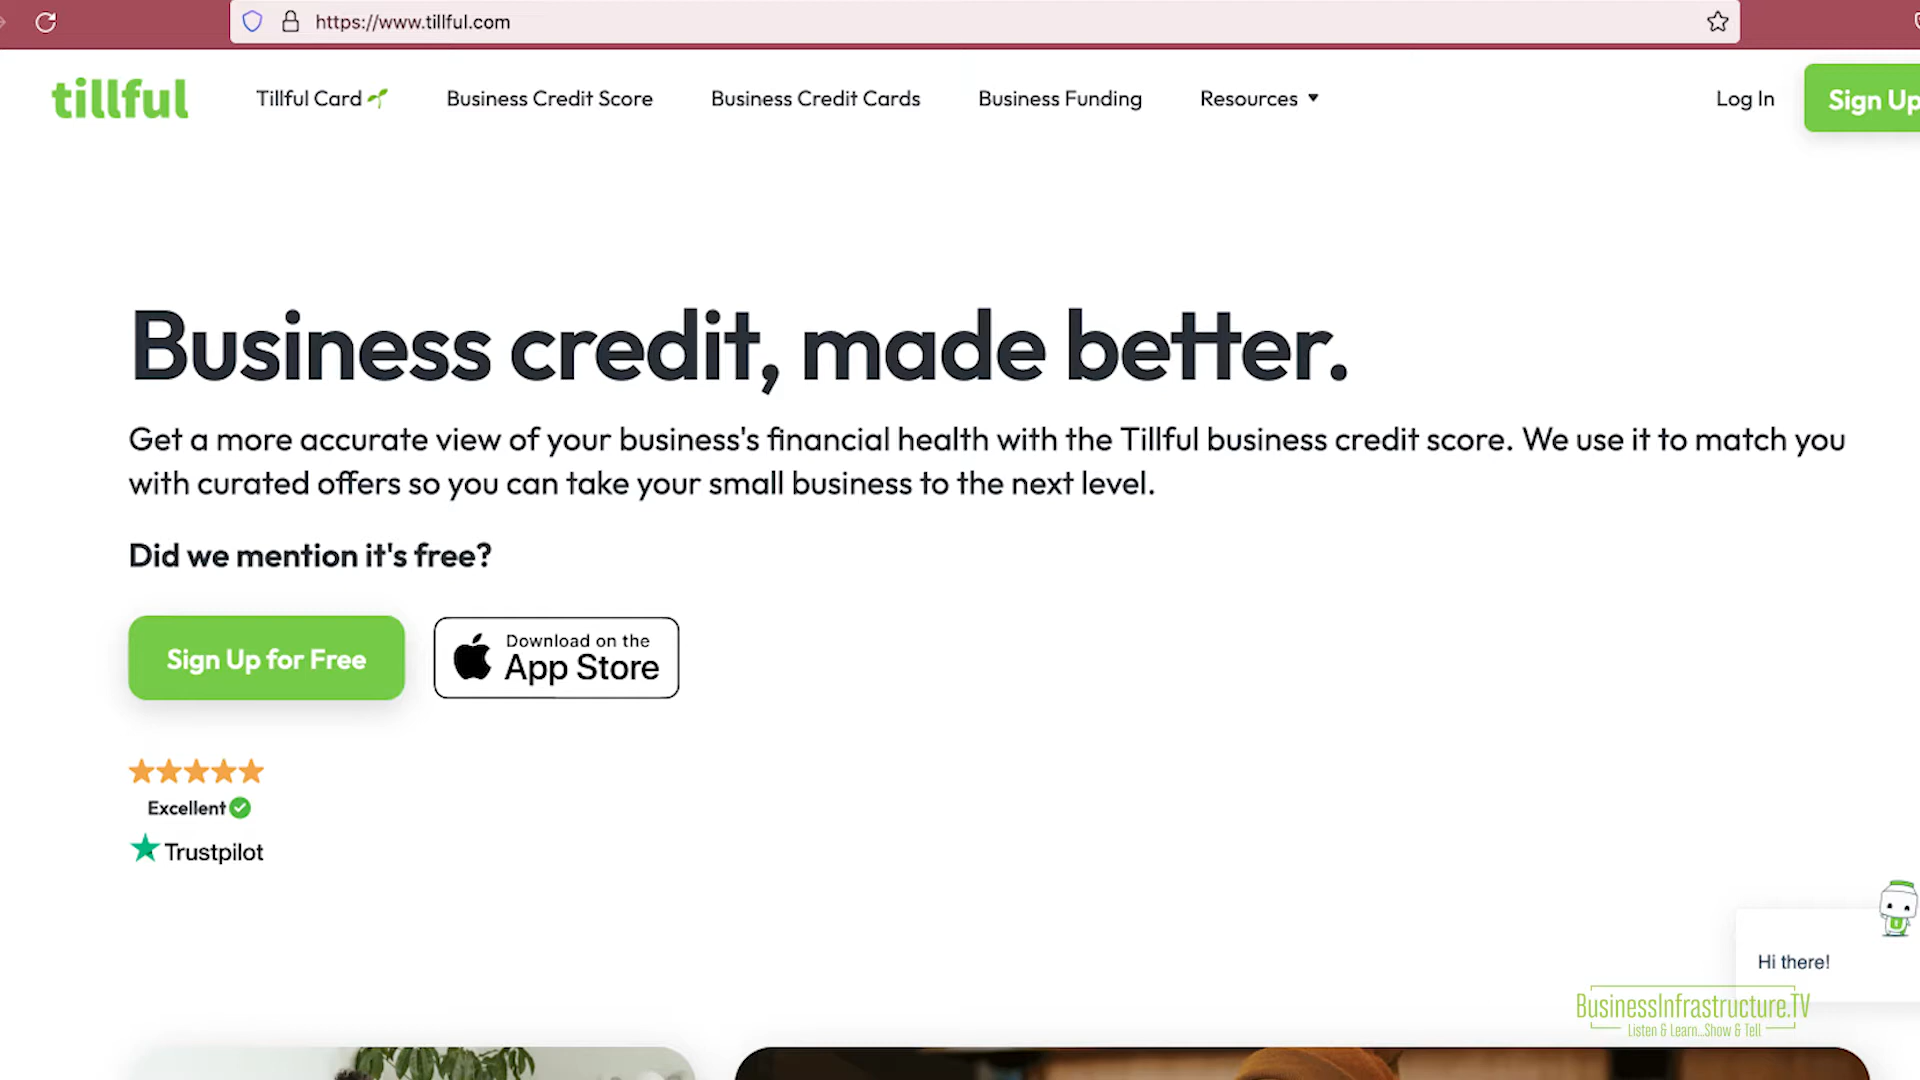 https://www.tillful.com
tillful
Tillful Card
Business Credit Score
Business Credit Cards
Business Funding
Resources
Log In
Sign Up
Business credit, made better.
Get a more accurate view of your business's financial health with the Tillful business credit score. We use it to match you
with curated offers so you can take your small business to the next level.
Did we mention it's free?
Sign Up for Free
Download on the
App Store
Excellent
Trustpilot
Hi there!
BusinessInfrastructure.TV
Listen & Learn...Show & Tell